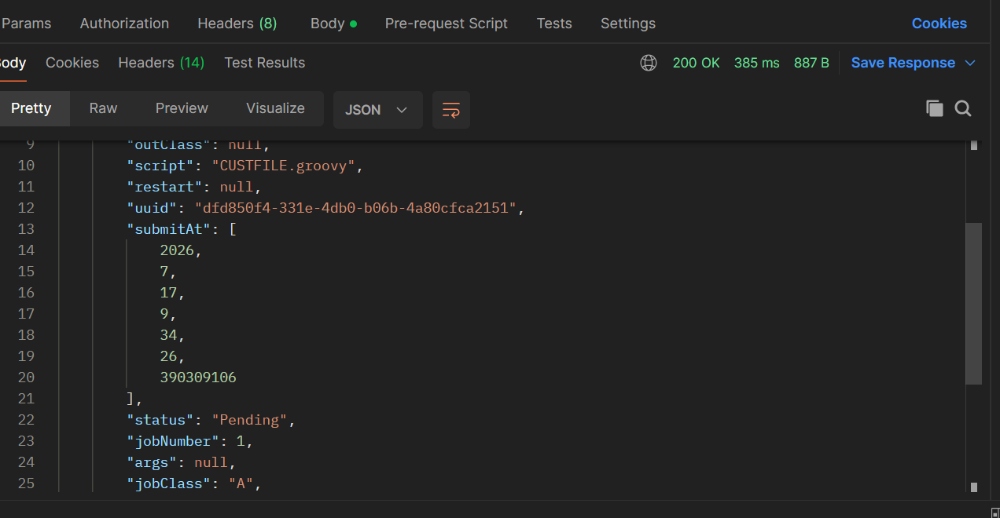 Params Authorization Headers (8) Body Pre-request Script Tests Settings Cookies
Body Cookies Headers (14) Test Results 200 OK 385 ms 887 B Save Response
Pretty Raw Preview Visualize JSON
9 "outClass": null,
10 "script": "CUSTFILE.groovy",
11 "restart": null,
12 "uuid": "dfd850f4-331e-4db0-b06b-4a80cfca2151",
13 "submitAt": [
14 2026,
15 7,
16 17,
17 9,
18 34,
19 26,
20 390309106
21 ],
22 "status": "Pending",
23 "jobNumber": 1,
24 "args": null,
25 "jobClass": "A",